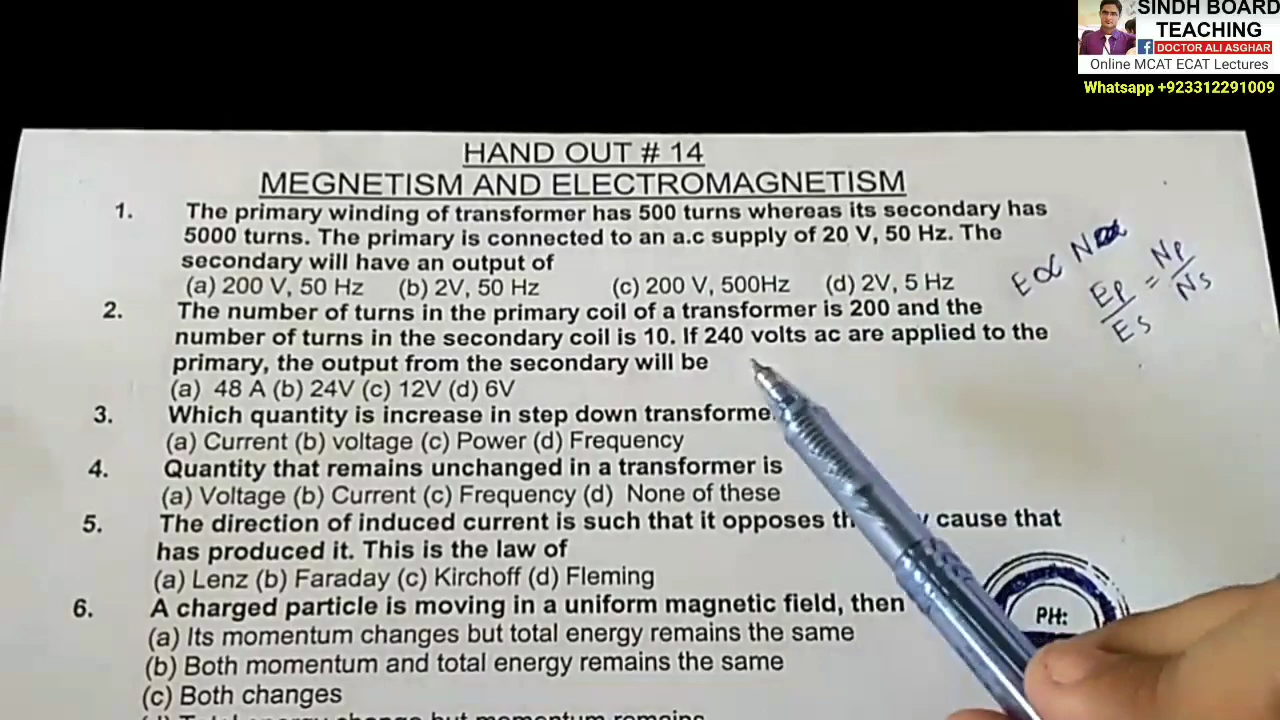 SINDH BOARD
TEACHING
f DOCTOR ALI ASGHAR
Online MCAT ECAT Lectures
Whatsapp +923312291009
HAND OUT # 14
MEGNETISM AND ELECTROMAGNETISM
1. The primary winding of transformer has 500 turns whereas its secondary has
5000 turns. The primary is connected to an a.c supply of 20 V, 50 Hz. The
secondary will have an output of
(a) 200 V, 50 Hz (b) 2V, 50 Hz (c) 200 V, 500Hz (d) 2V, 5 Hz
E ∝ N
Ep/Es = Np/Ns
2. The number of turns in the primary coil of a transformer is 200 and the
number of turns in the secondary coil is 10. If 240 volts ac are applied to the
primary, the output from the secondary will be
(a) 48 A (b) 24V (c) 12V (d) 6V
3. Which quantity is increase in step down transforme
(a) Current (b) voltage (c) Power (d) Frequency
4. Quantity that remains unchanged in a transformer is
(a) Voltage (b) Current (c) Frequency (d) None of these
5. The direction of induced current is such that it opposes cause that
has produced it. This is the law of
(a) Lenz (b) Faraday (c) Kirchoff (d) Fleming
6. A charged particle is moving in a uniform magnetic field, then
(a) Its momentum changes but total energy remains the same
(b) Both momentum and total energy remains the same
(c) Both changes
PH: